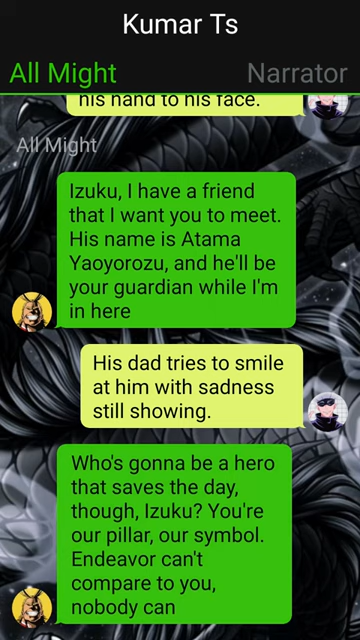 Kumar Ts
All Might
Narrator
his hand to his face.
All Might
Izuku, I have a friend
that I want you to meet.
His name is Atama
Yaoyorozu, and he'll be
your guardian while I'm
in here
His dad tries to smile
at him with sadness
still showing.
Who's gonna be a hero
that saves the day,
though, Izuku? You're
our pillar, our symbol.
Endeavor can't
compare to you,
nobody can